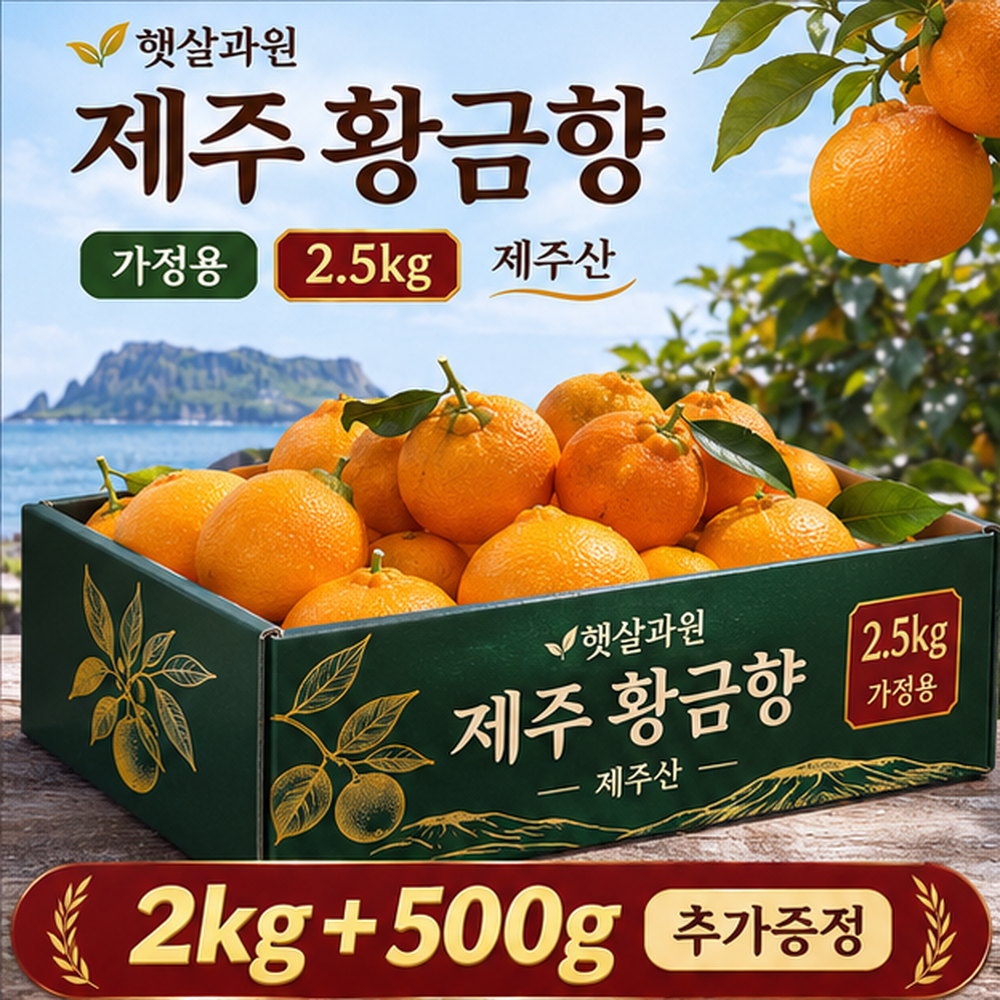 햇살과원
제주 황금향
가정용 2.5kg 제주산
햇살과원
제주 황금향
제주산
2.5kg
가정용
2kg+500g 추가증정